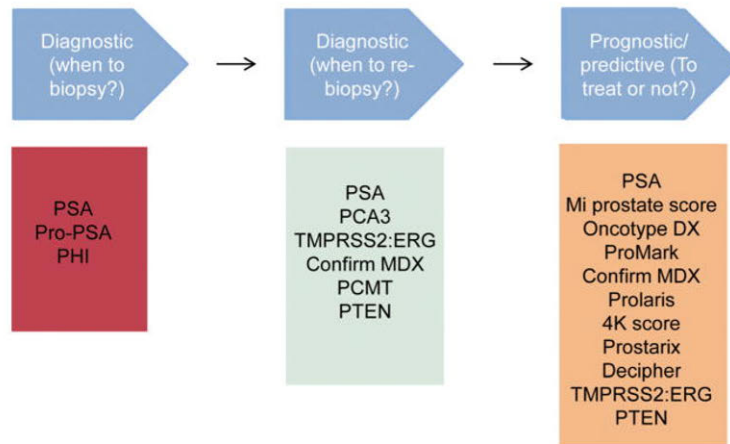 Diagnostic
(when to
biopsy?)
Diagnostic
(when to re-
biopsy?)
Prognostic/
predictive (To
treat or not?)
PSA
Pro-PSA
PHI
PSA
PCA3
TMPRSS2:ERG
Confirm MDX
PCMT
PTEN
PSA
Mi prostate score
Oncotype DX
ProMark
Confirm MDX
Prolaris
4K score
Prostarix
Decipher
TMPRSS2:ERG
PTEN